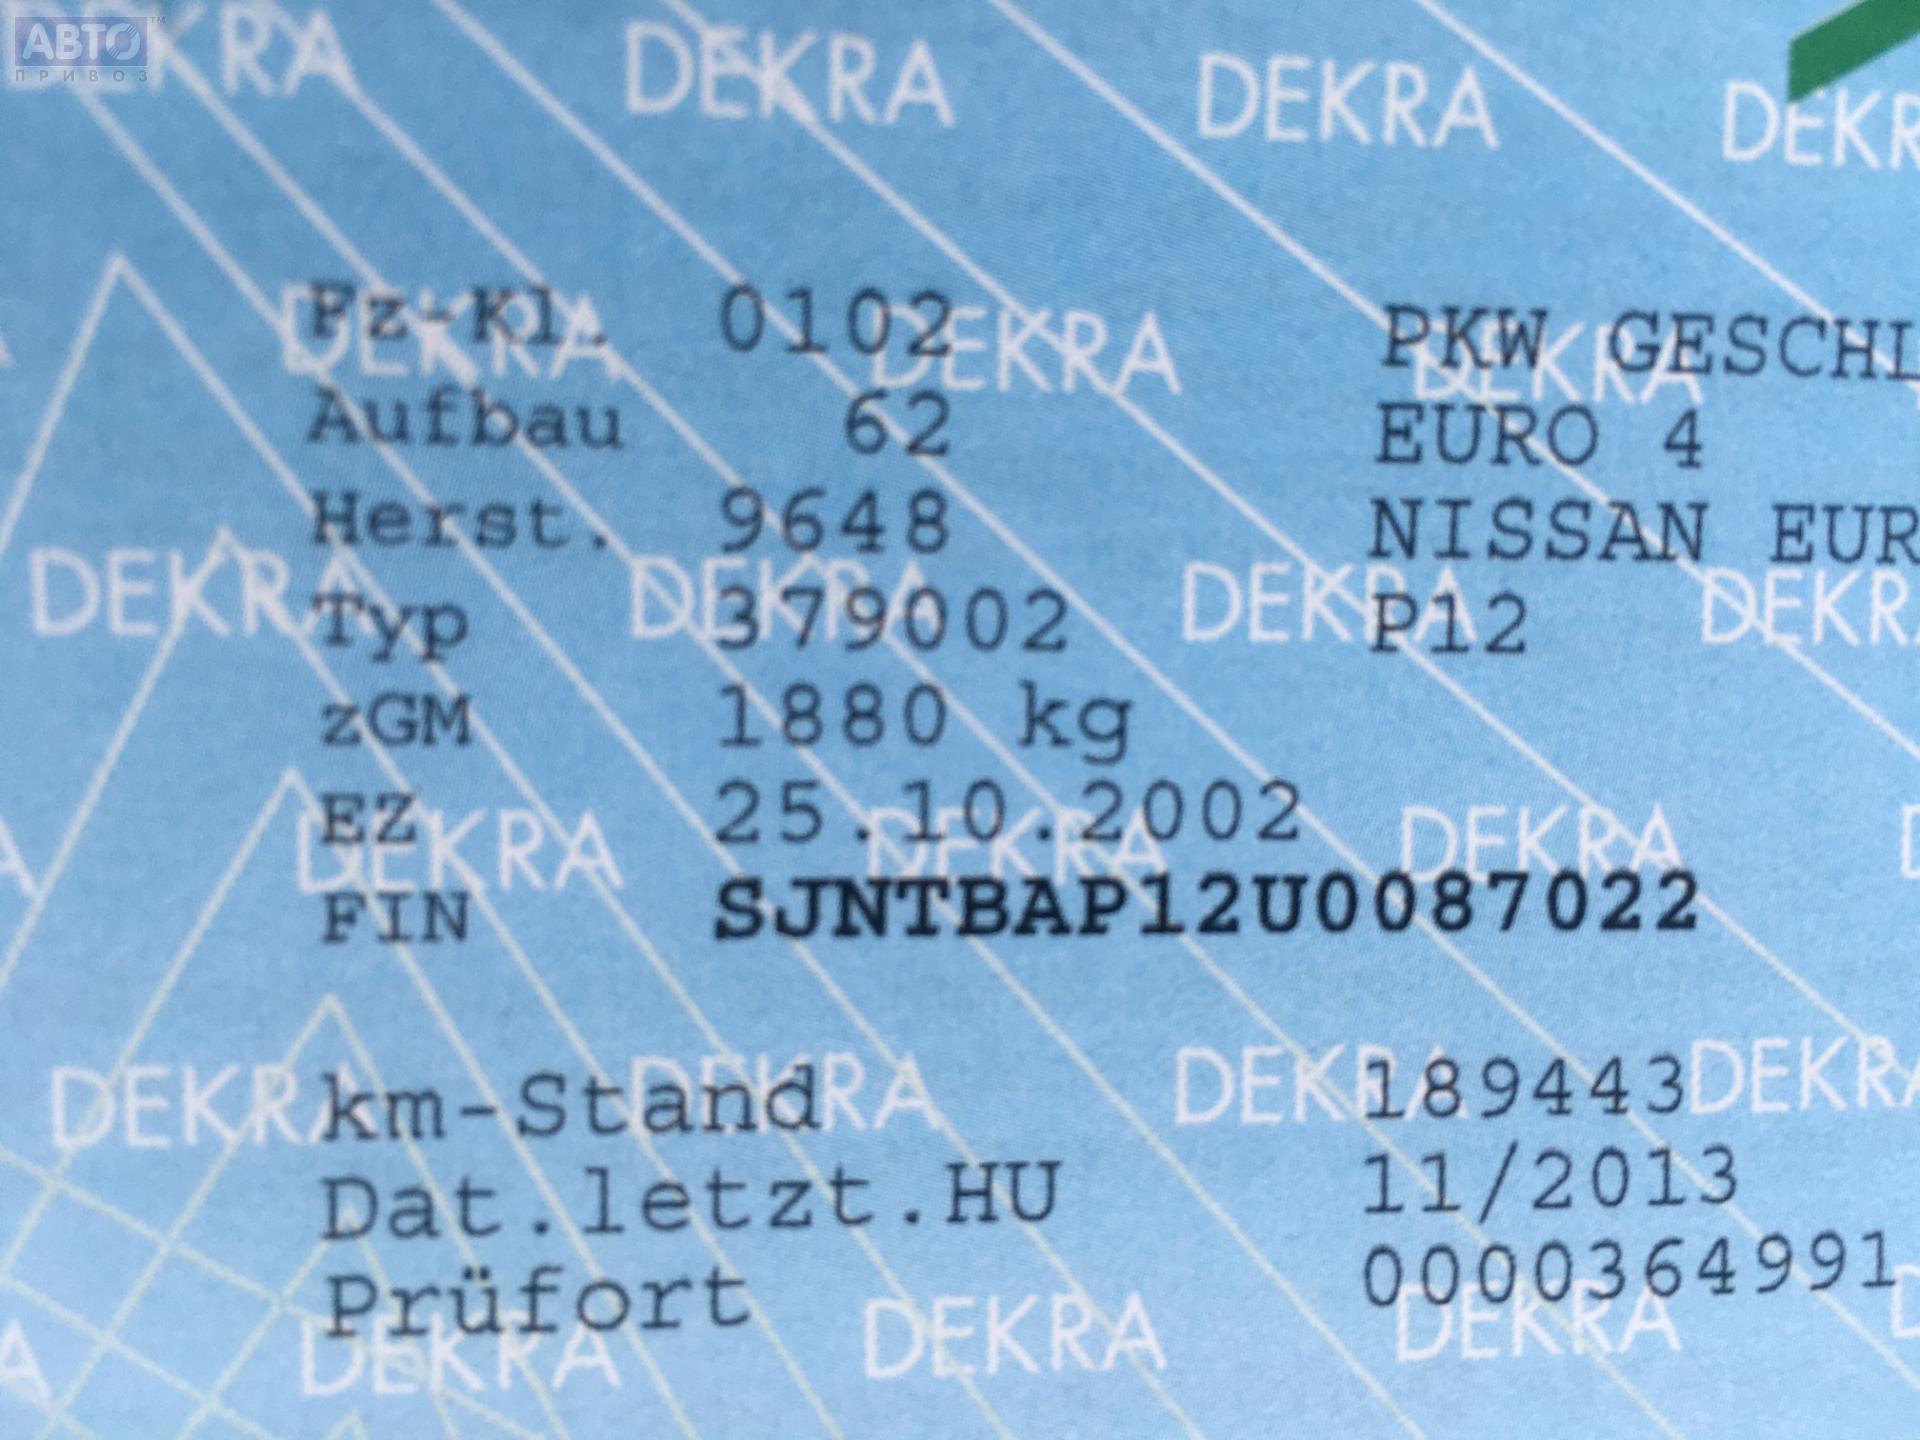 АВТО
ПРИВОЗ
DEKRA DEKRA DEKRA
Fz-Kl. 0102 PKW GESCHL
Aufbau 62 EURO 4
Herst. 9648 NISSAN EUR
Typ 379002 P12
zGM 1880 kg
EZ 25.10.2002
FIN SJNTBAP12U0087022
km-Stand 189443
Dat.letzt.HU 11/2013
Prüfort 0000364991